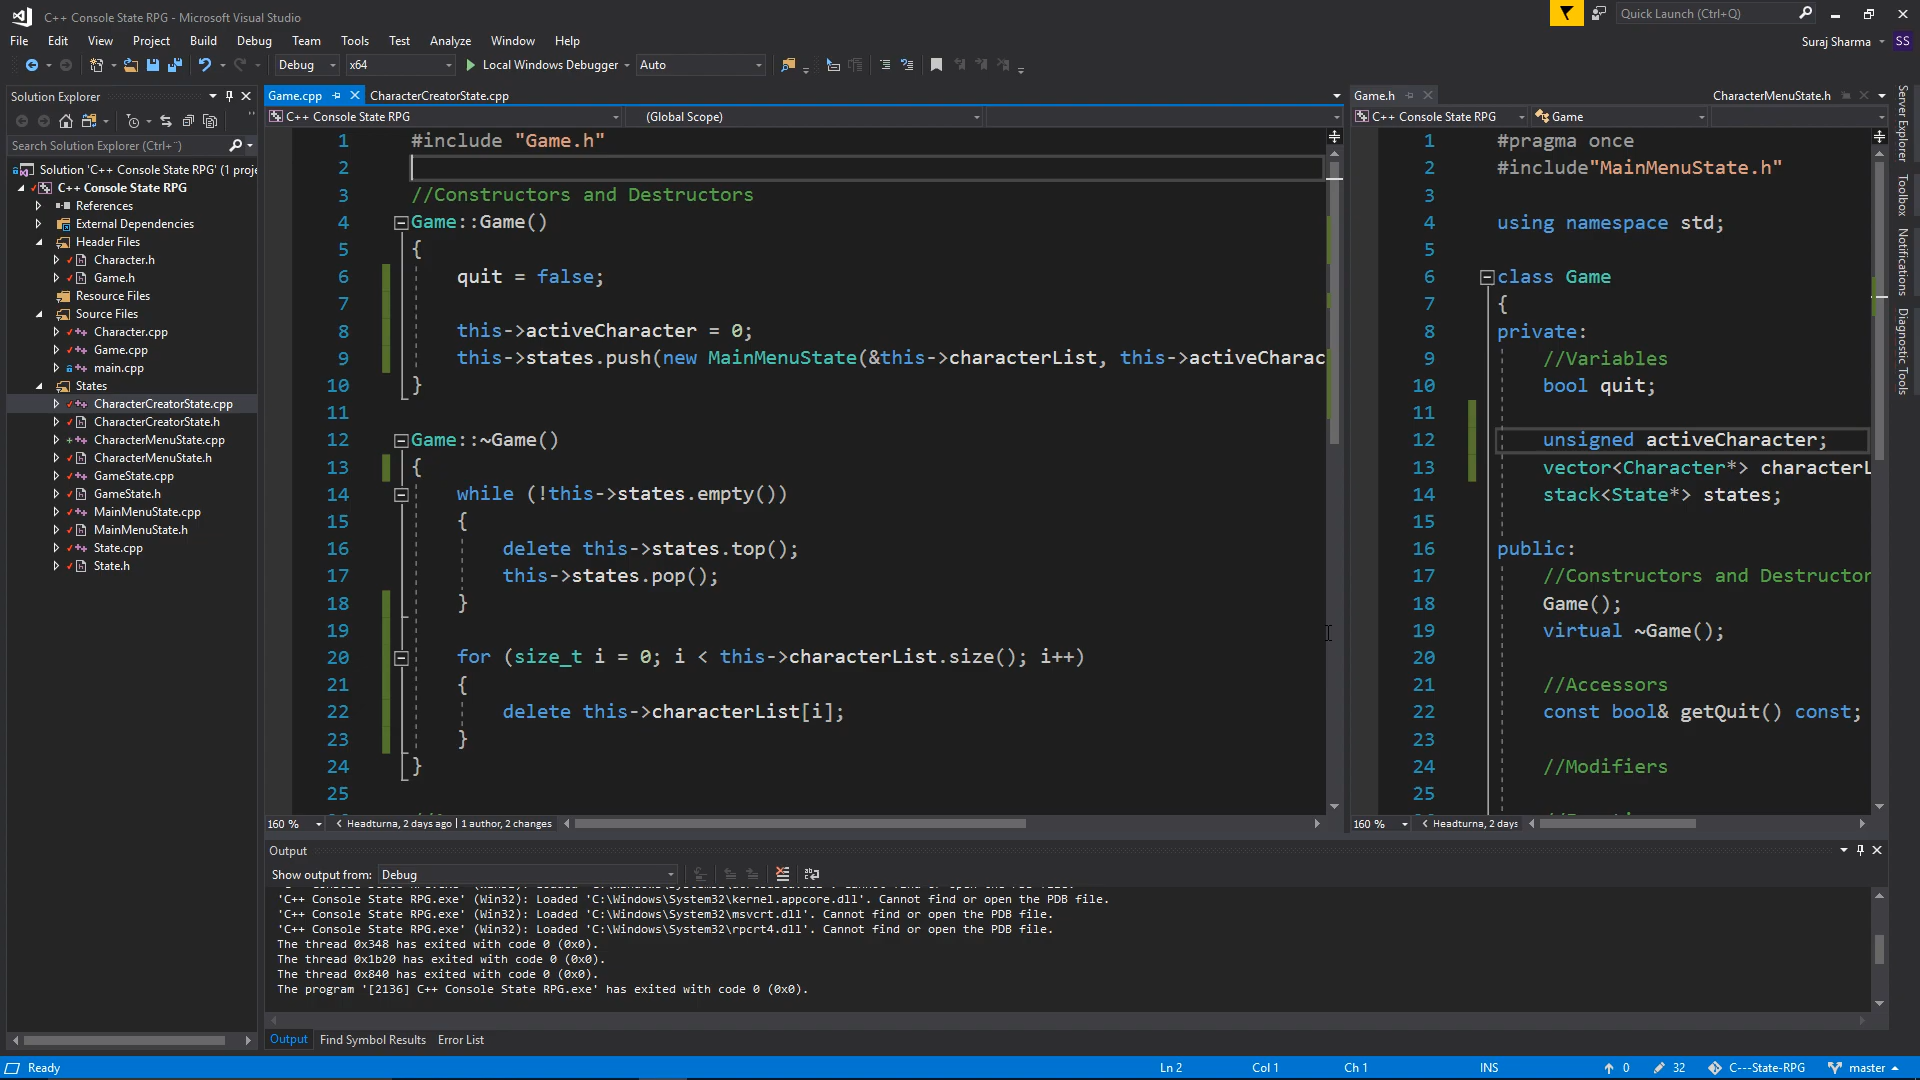 C++ Console State RPG - Microsoft Visual Studio
Quick Launch (Ctrl+Q)
File Edit View Project Build Debug Team Tools Test Analyze Window Help
Suraj Sharma SS
Debug x64 Local Windows Debugger Auto
Solution Explorer
Search Solution Explorer (Ctrl+¨)
Solution 'C++ Console State RPG' (1 proje
C++ Console State RPG
References
External Dependencies
Header Files
Character.h
Game.h
Resource Files
Source Files
Character.cpp
Game.cpp
main.cpp
States
CharacterCreatorState.cpp
CharacterCreatorState.h
CharacterMenuState.cpp
CharacterMenuState.h
GameState.cpp
GameState.h
MainMenuState.cpp
MainMenuState.h
State.cpp
State.h
Game.cpp CharacterCreatorState.cpp
C++ Console State RPG (Global Scope)
1 #include "Game.h"
2
3 //Constructors and Destructors
4 Game::Game()
5 {
6 quit = false;
7
8 this->activeCharacter = 0;
9 this->states.push(new MainMenuState(&this->characterList, this->activeCharac
10 }
11
12 Game::~Game()
13 {
14 while (!this->states.empty())
15 {
16 delete this->states.top();
17 this->states.pop();
18 }
19
20 for (size_t i = 0; i < this->characterList.size(); i++)
21 {
22 delete this->characterList[i];
23 }
24 }
25
160 % Headturna, 2 days ago | 1 author, 2 changes
Game.h CharacterMenuState.h
C++ Console State RPG Game
1 #pragma once
2 #include"MainMenuState.h"
3
4 using namespace std;
5
6 class Game
7 {
8 private:
9 //Variables
10 bool quit;
11
12 unsigned activeCharacter;
13 vector<Character*> characterL
14 stack<State*> states;
15
16 public:
17 //Constructors and Destructor
18 Game();
19 virtual ~Game();
20
21 //Accessors
22 const bool& getQuit() const;
23
24 //Modifiers
25
160 % Headturna, 2 days
Server Explorer
Toolbox
Notifications
Diagnostic Tools
Output
Show output from: Debug
'C++ Console State RPG.exe' (Win32): Loaded 'C:\Windows\System32\kernel.appcore.dll'. Cannot find or open the PDB file.
'C++ Console State RPG.exe' (Win32): Loaded 'C:\Windows\System32\msvcrt.dll'. Cannot find or open the PDB file.
'C++ Console State RPG.exe' (Win32): Loaded 'C:\Windows\System32\rpcrt4.dll'. Cannot find or open the PDB file.
The thread 0x348 has exited with code 0 (0x0).
The thread 0x1b20 has exited with code 0 (0x0).
The thread 0x840 has exited with code 0 (0x0).
The program '[2136] C++ Console State RPG.exe' has exited with code 0 (0x0).
Output Find Symbol Results Error List
Ready Ln 2 Col 1 Ch 1 INS 0 32 C---State-RPG master